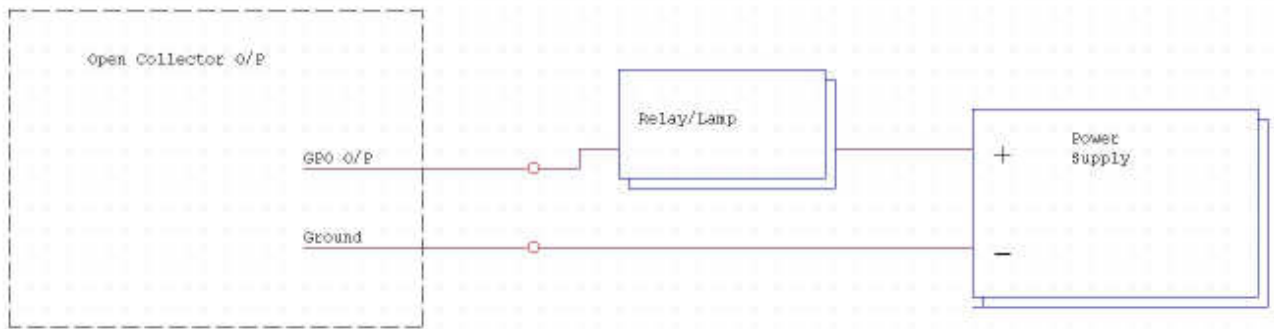 Open Collector O/P
Relay/Lamp
Power
Supply
+
GPO O/P
Ground
−